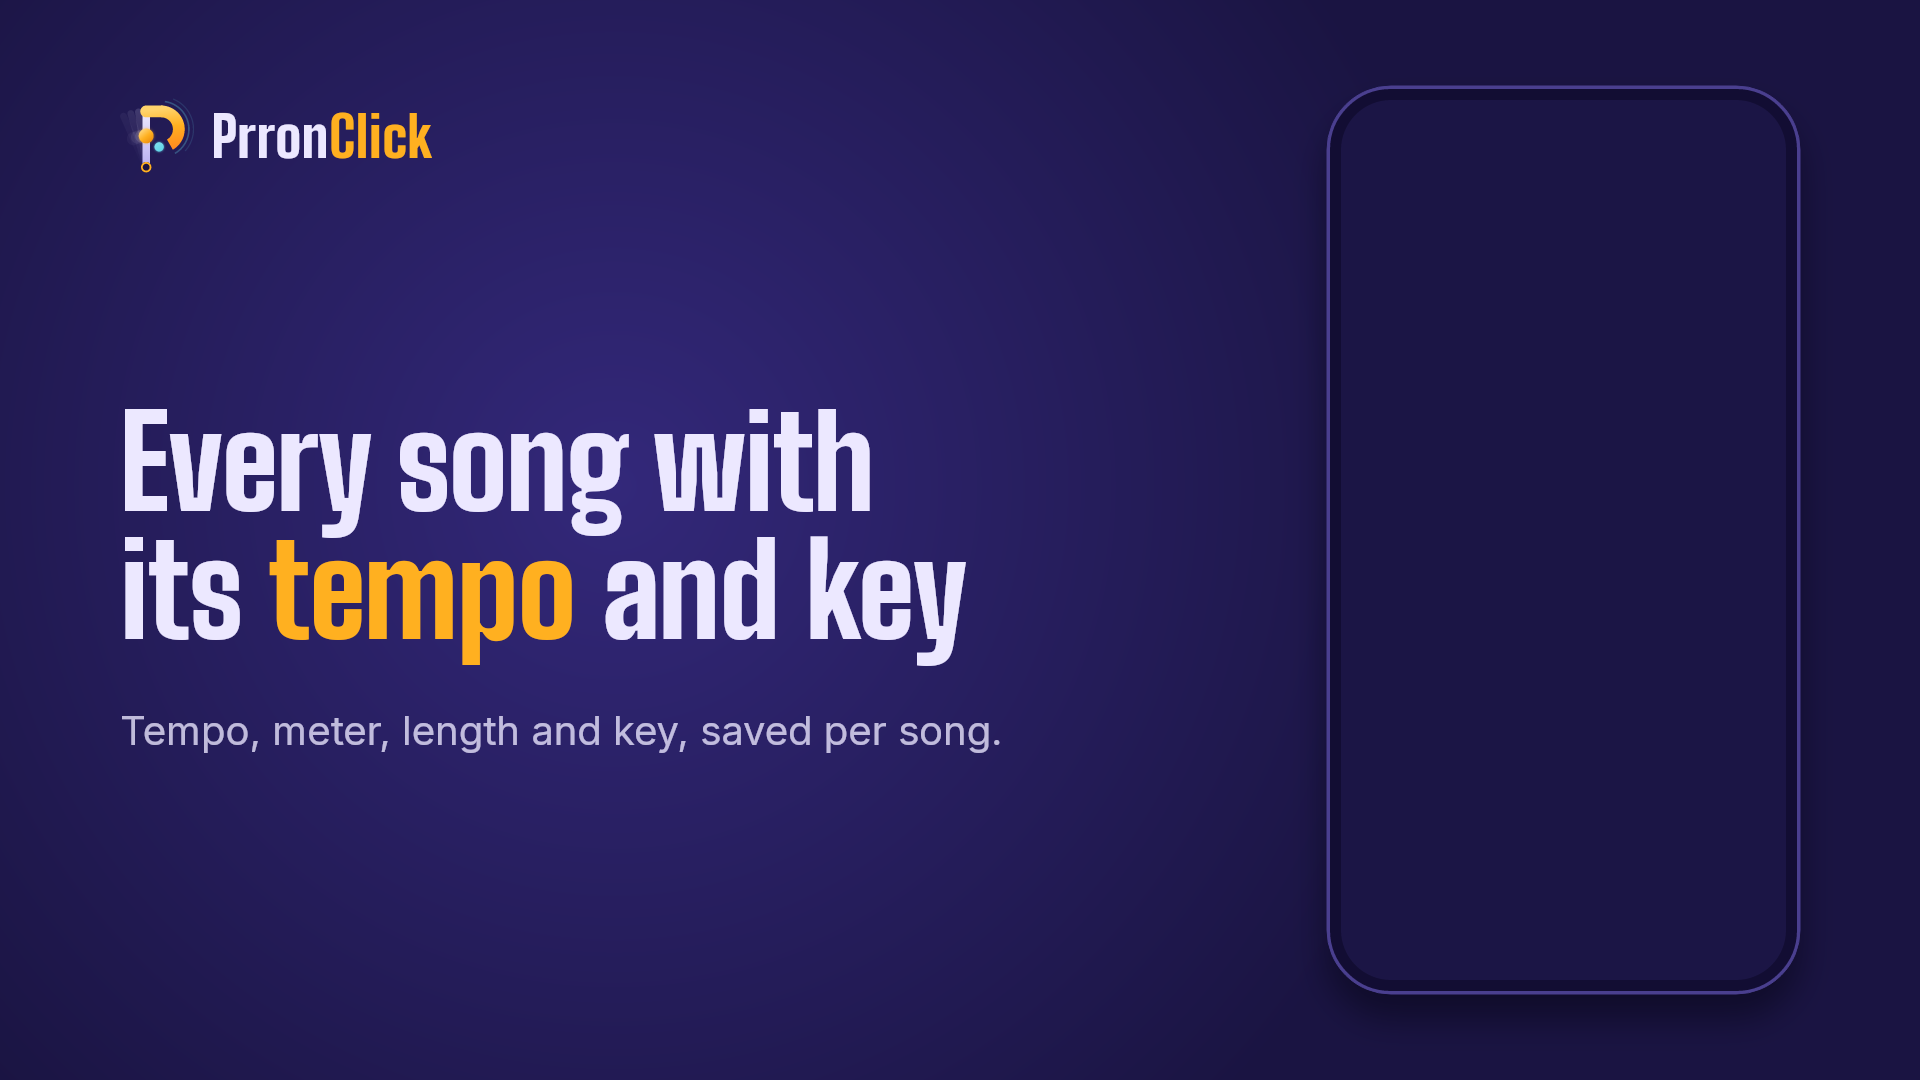 PrronClick
Every song with
its tempo and key
Tempo, meter, length and key, saved per song.